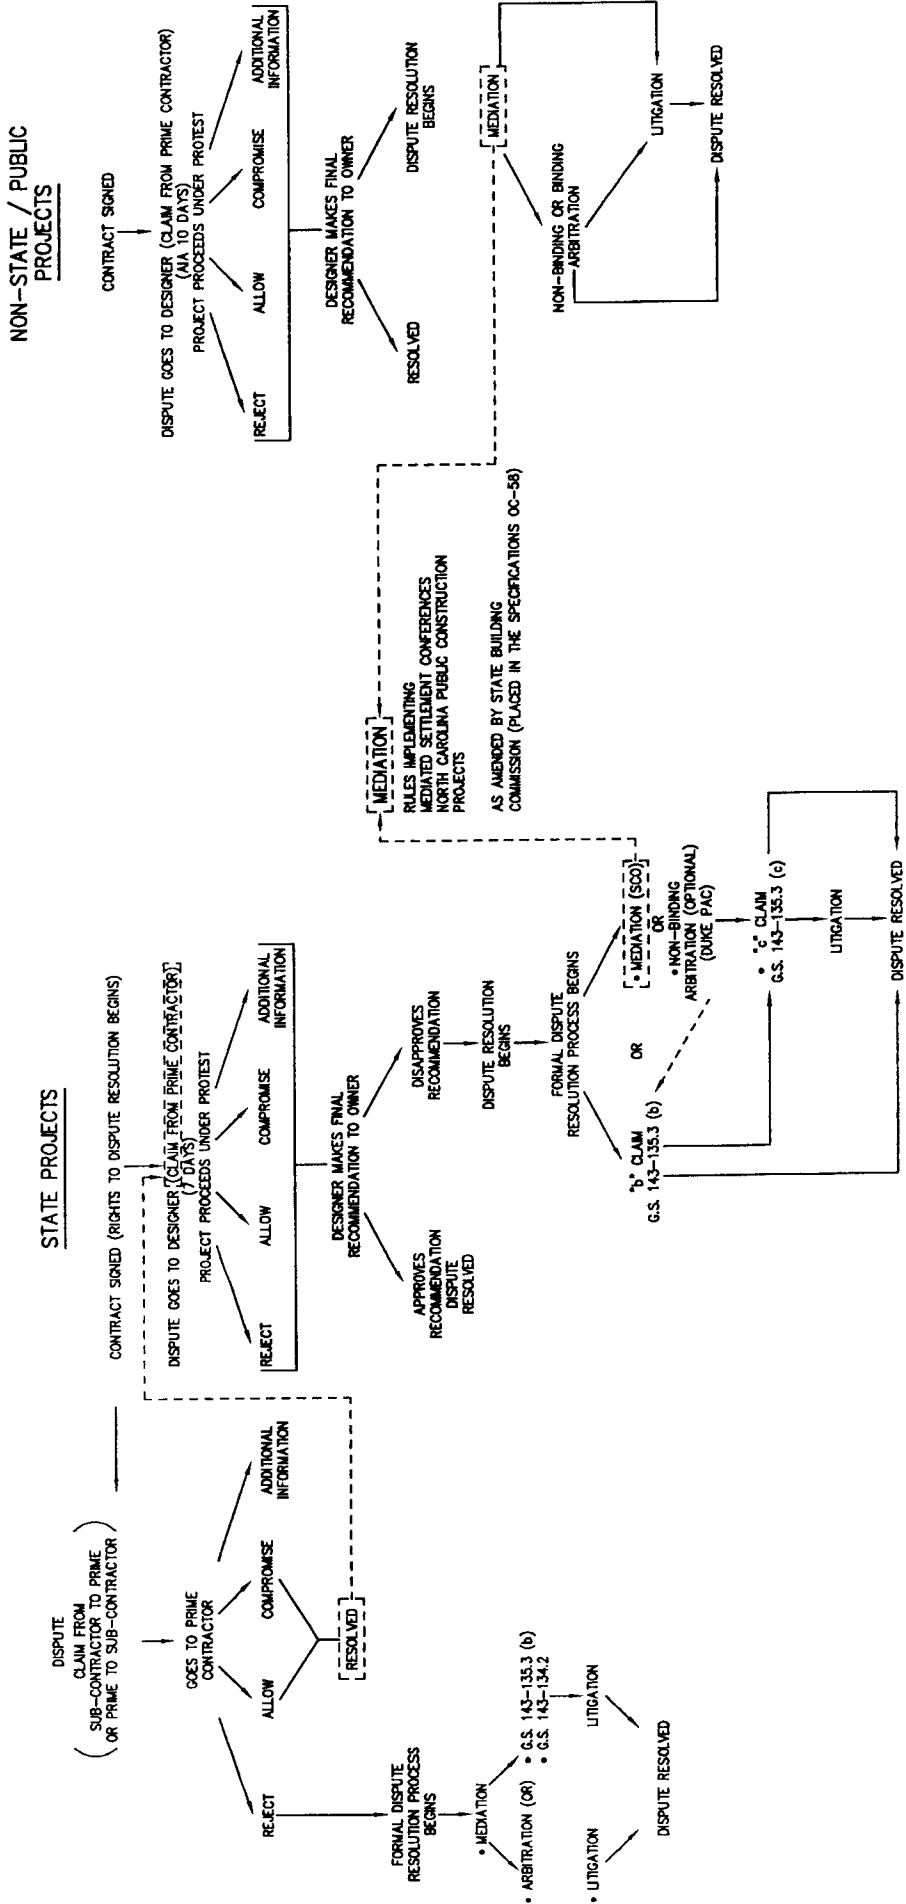 STATE PROJECTS
DISPUTE
CLAIM FROM
SUB-CONTRACTOR TO PRIME
OR PRIME TO SUB-CONTRACTOR
GOES TO PRIME
CONTRACTOR
REJECT
ALLOW
COMPROMISE
ADDITIONAL
INFORMATION
RESOLVED
FORMAL DISPUTE
RESOLUTION PROCESS
BEGINS
• MEDIATION
• ARBITRATION (OR)
• G.S. 143-135.3 (b)
• G.S. 143-134.2
• LITIGATION
LITIGATION
DISPUTE RESOLVED
CONTRACT SIGNED (RIGHTS TO DISPUTE RESOLUTION BEGINS)
DISPUTE GOES TO DESIGNER (CLAIM FROM PRIME CONTRACTOR)
(7 DAYS)
PROJECT PROCEEDS UNDER PROTEST
REJECT
ALLOW
COMPROMISE
ADDITIONAL
INFORMATION
DESIGNER MAKES FINAL
RECOMMENDATION TO OWNER
APPROVES
RECOMMENDATION
DISPUTE
RESOLVED
DISAPPROVES
RECOMMENDATION
DISPUTE RESOLUTION
BEGINS
FORMAL DISPUTE
RESOLUTION PROCESS BEGINS
"b" CLAIM
G.S. 143-135.3 (b)
OR
• MEDIATION (SCO)
OR
• NON-BINDING
ARBITRATION (OPTIONAL)
(DUKE PAC)
• "c" CLAIM
G.S. 143-135.3 (c)
LITIGATION
DISPUTE RESOLVED
MEDIATION
RULES IMPLEMENTING
MEDIATED SETTLEMENT CONFERENCES
NORTH CAROLINA PUBLIC CONSTRUCTION
PROJECTS
AS AMENDED BY STATE BUILDING
COMMISSION (PLACED IN THE SPECIFICATIONS OC-58)
NON-STATE / PUBLIC
PROJECTS
CONTRACT SIGNED
DISPUTE GOES TO DESIGNER (CLAIM FROM PRIME CONTRACTOR)
(AIA 10 DAYS)
PROJECT PROCEEDS UNDER PROTEST
REJECT
ALLOW
COMPROMISE
ADDITIONAL
INFORMATION
DESIGNER MAKES FINAL
RECOMMENDATION TO OWNER
RESOLVED
DISPUTE RESOLUTION
BEGINS
MEDIATION
NON-BINDING OR BINDING
ARBITRATION
LITIGATION
DISPUTE RESOLVED